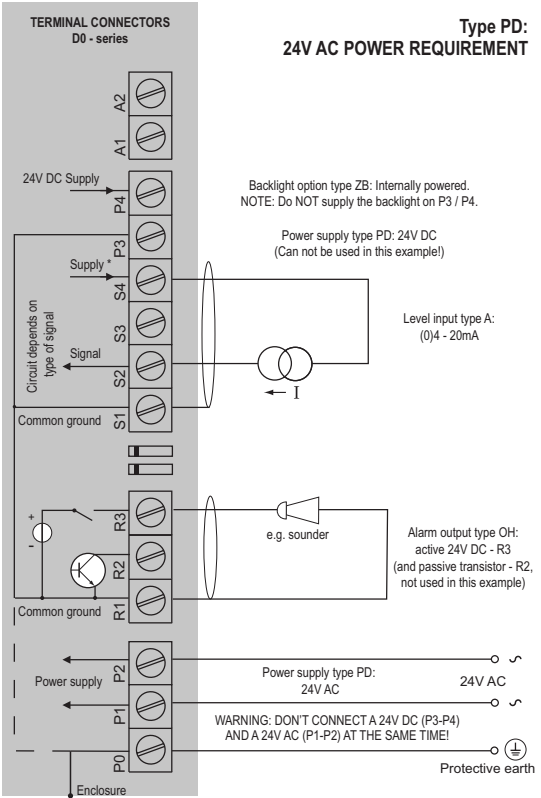 TERMINAL CONNECTORS
D0 - series
Type PD:
24V AC POWER REQUIREMENT
A2
A1
24V DC Supply
P4
Backlight option type ZB: Internally powered.
NOTE: Do NOT supply the backlight on P3 / P4.
P3
Power supply type PD: 24V DC
(Can not be used in this example!)
Supply *
S4
Circuit depends on
type of signal
S3
Level input type A:
(0)4 - 20mA
Signal
S2
I
Common ground
S1
+
-
R3
e.g. sounder
Alarm output type OH:
active 24V DC - R3
(and passive transistor - R2,
not used in this example)
R2
Common ground
R1
Power supply
P2
Power supply type PD:
24V AC
24V AC
P1
WARNING: DON'T CONNECT A 24V DC (P3-P4)
AND A 24V AC (P1-P2) AT THE SAME TIME!
P0
Protective earth
Enclosure